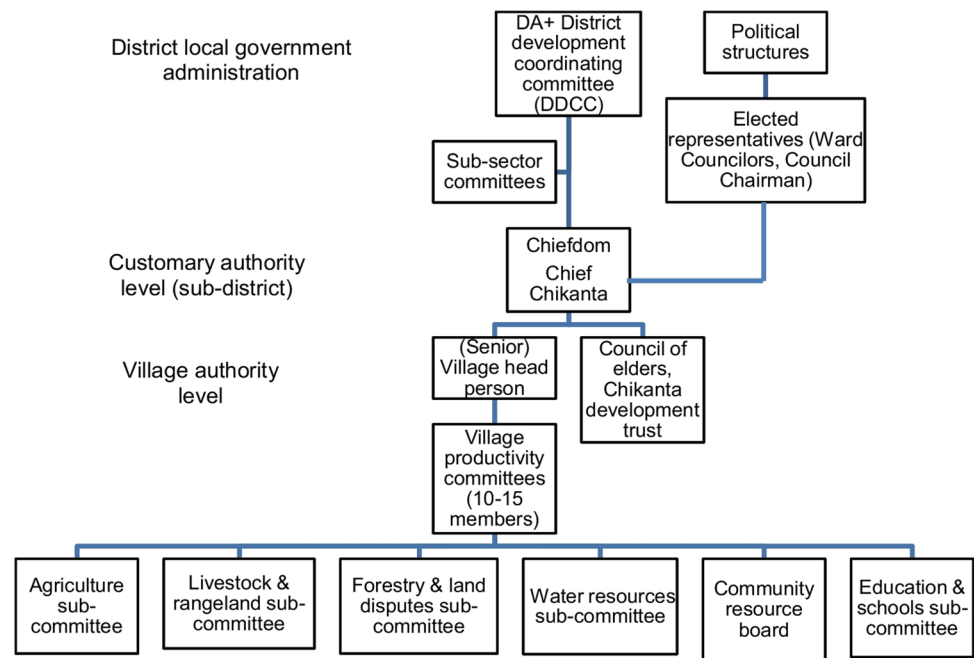 District local government
administration
DA+ District
development
coordinating
committee
(DDCC)
Political
structures
Elected
representatives (Ward
Councilors, Council
Chairman)
Sub-sector
committees
Customary authority
level (sub-district)
Chiefdom
Chief
Chikanta
Village authority
level
(Senior)
Village head
person
Council of
elders,
Chikanta
development
trust
Village
productivity
committees
(10-15
members)
Agriculture
sub-
committee
Livestock &
rangeland sub-
committee
Forestry & land
disputes sub-
committee
Water resources
sub-committee
Community
resource
board
Education &
schools sub-
committee